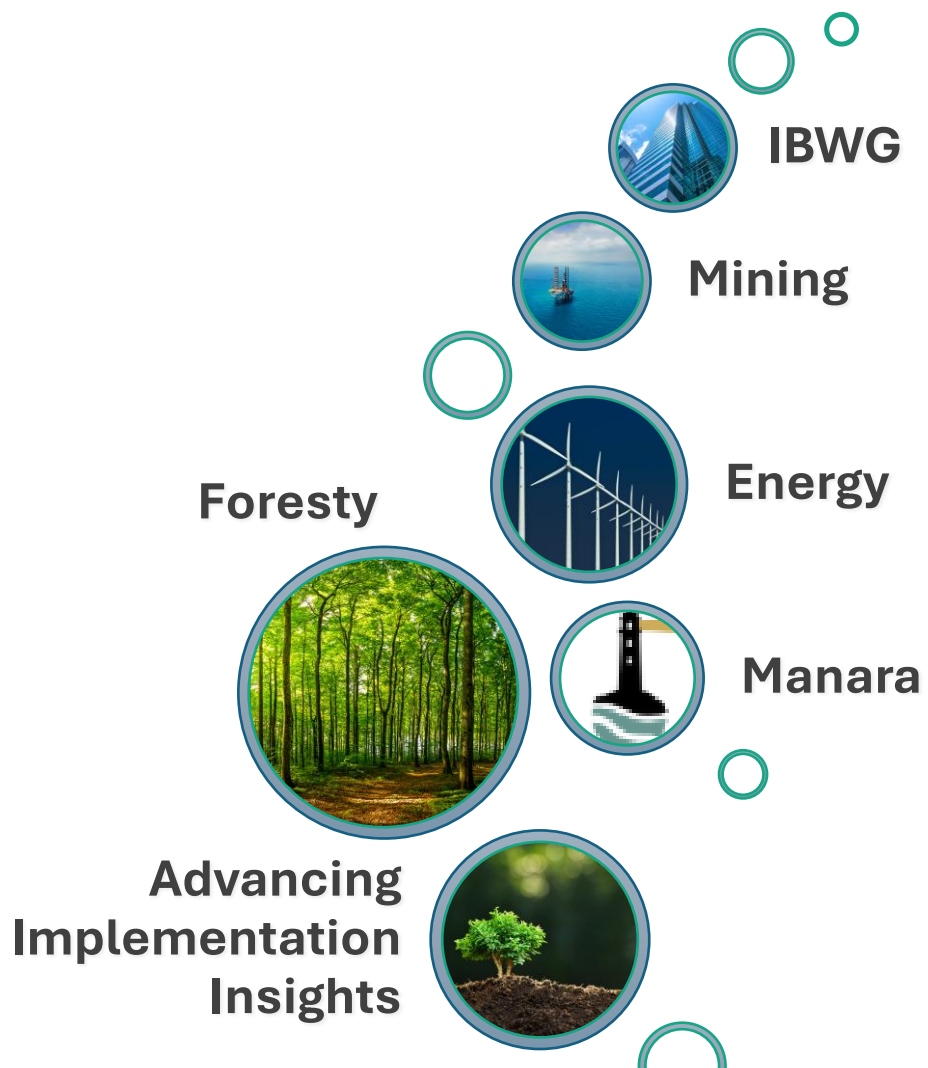 IBWG
Mining
Energy
Foresty
Manara
Advancing
Implementation
Insights